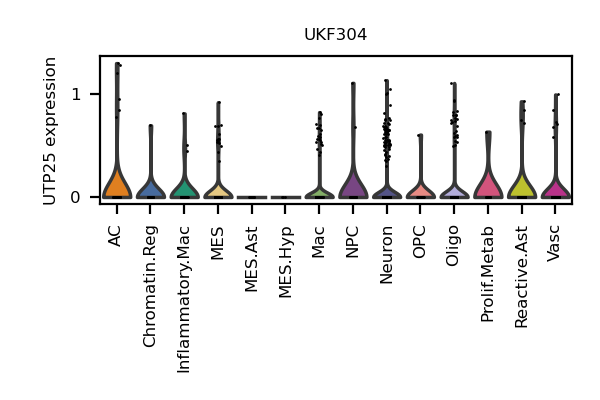 UKF304
UTP25 expression
1
0
AC
Chromatin.Reg
Inflammatory.Mac
MES
MES.Ast
MES.Hyp
Mac
NPC
Neuron
OPC
Oligo
Prolif.Metab
Reactive.Ast
Vasc